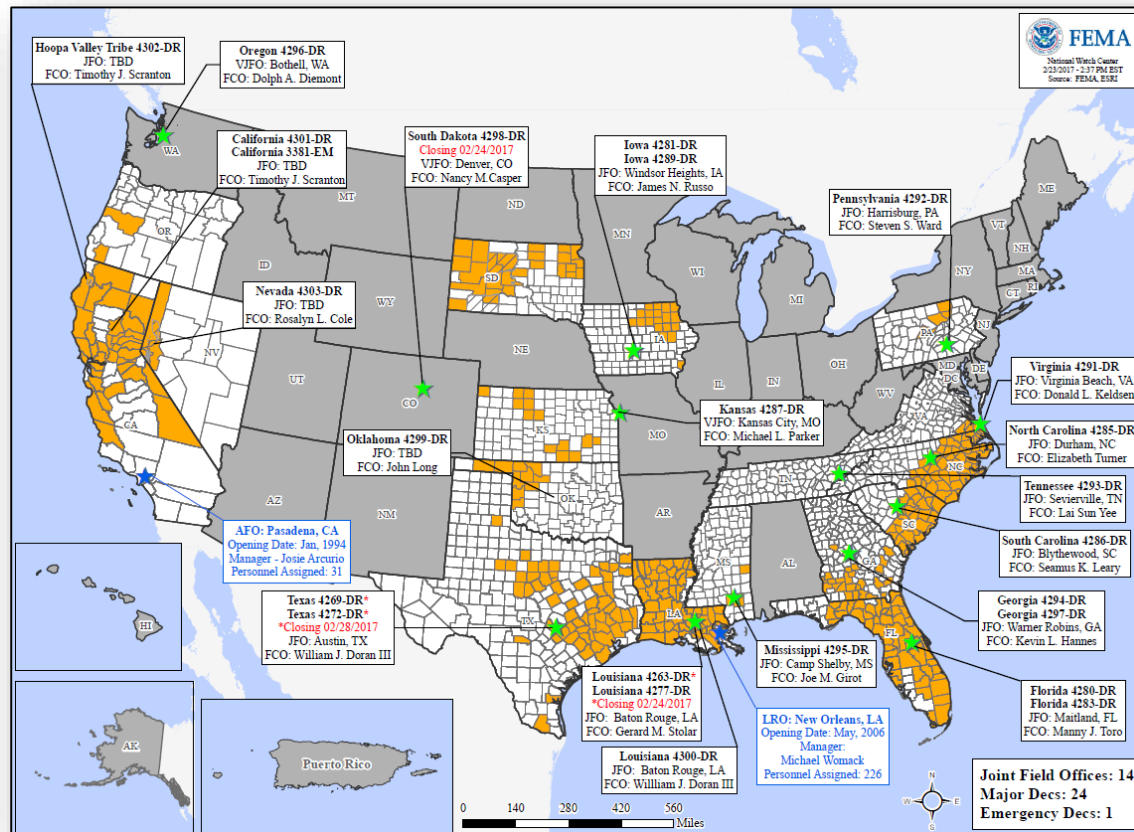 Hoopa Valley Tribe 4302-DR
JFO: TBD
FCO: Timothy J. Scranton
Oregon 4296-DR
VJFO: Bothell, WA
FCO: Dolph A. Diemont
FEMA
National Watch Center
2/23/2017 - 2:37 PM EST
Source: FEMA, ESRI
California 4301-DR
California 3381-EM
JFO: TBD
FCO: Timothy J. Scranton
South Dakota 4298-DR
Closing 02/24/2017
VJFO: Denver, CO
FCO: Nancy M.Casper
Iowa 4281-DR
Iowa 4289-DR
JFO: Windsor Heights, IA
FCO: James N. Russo
Pennsylvania 4292-DR
JFO: Harrisburg, PA
FCO: Steven S. Ward
WA
MT
ND
MN
ME
VT
NH
MA
RI
CT
NY
OR
ID
WY
SD
WI
MI
Nevada 4303-DR
JFO: TBD
FCO: Rosalyn L. Cole
NV
UT
CO
NE
IA
IL
IN
OH
PA
NJ
MD
DE
DC
WV
VA
Virginia 4291-DR
JFO: Virginia Beach, VA
FCO: Donald L. Keldsen
CA
Oklahoma 4299-DR
JFO: TBD
FCO: John Long
KS
MO
Kansas 4287-DR
VJFO: Kansas City, MO
FCO: Michael L. Parker
North Carolina 4285-DR
JFO: Durham, NC
FCO: Elizabeth Turner
NC
TN
Tennessee 4293-DR
JFO: Sevierville, TN
FCO: Lai Sun Yee
AZ
NM
OK
AR
SC
South Carolina 4286-DR
JFO: Blythewood, SC
FCO: Seamus K. Leary
AFO: Pasadena, CA
Opening Date: Jan, 1994
Manager - Josie Arcurio
Personnel Assigned: 31
MS
AL
GA
Georgia 4294-DR
Georgia 4297-DR
JFO: Warner Robins, GA
FCO: Kevin L. Hannes
Texas 4269-DR*
Texas 4272-DR*
*Closing 02/28/2017
JFO: Austin, TX
FCO: William J. Doran III
TX
LA
FL
Mississippi 4295-DR
JFO: Camp Shelby, MS
FCO: Joe M. Girot
Louisiana 4263-DR*
Louisiana 4277-DR
*Closing 02/24/2017
JFO: Baton Rouge, LA
FCO: Gerard M. Stolar
Florida 4280-DR
Florida 4283-DR
JFO: Maitland, FL
FCO: Manny J. Toro
LRO: New Orleans, LA
Opening Date: May, 2006
Manager:
Michael Womack
Personnel Assigned: 226
Louisiana 4300-DR
JFO: Baton Rouge, LA
FCO: Willliam J. Doran III
HI
AK
Puerto Rico
0 140 280 420 560
Miles
N
W E
S
Joint Field Offices: 14
Major Decs: 24
Emergency Decs: 1